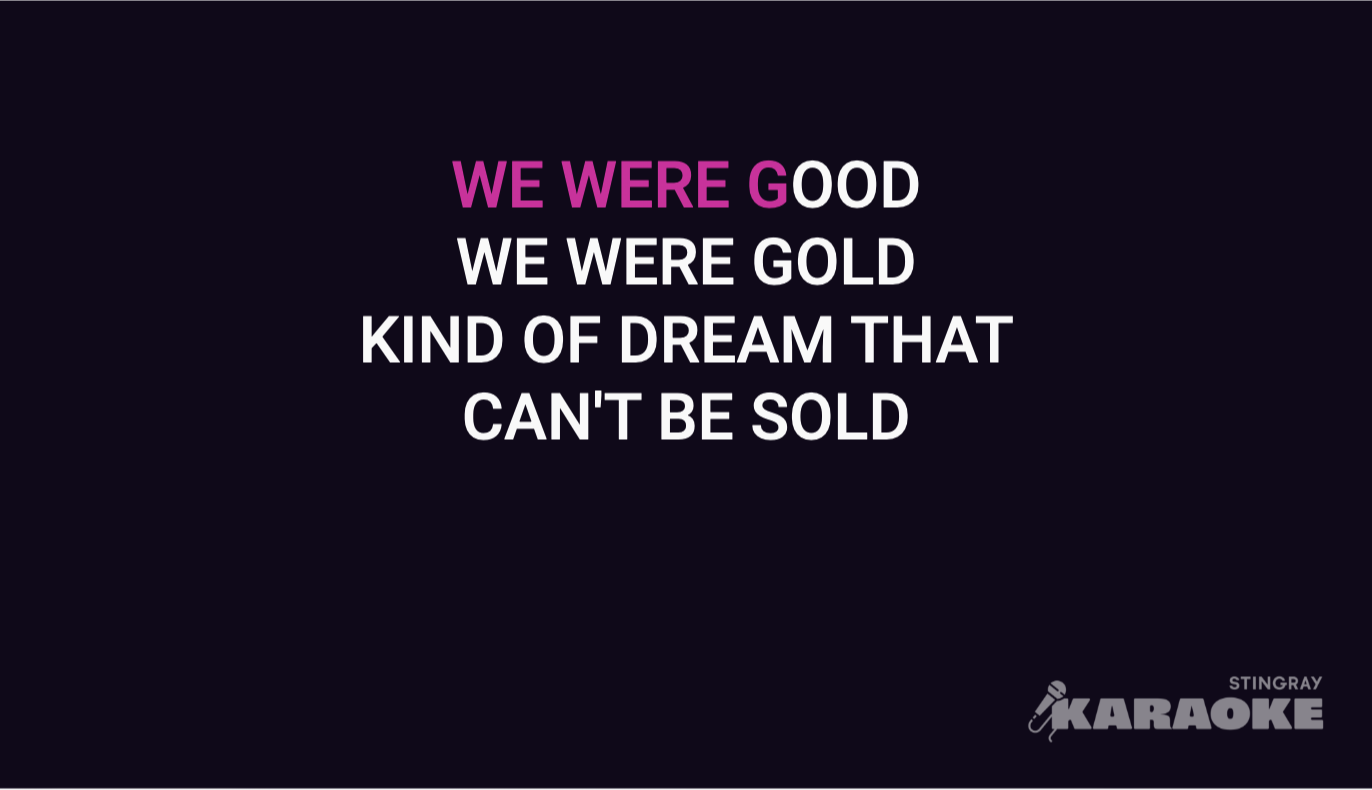 WE WERE GOOD
WE WERE GOLD
KIND OF DREAM THAT
CAN'T BE SOLD
STINGRAY
KARAOKE